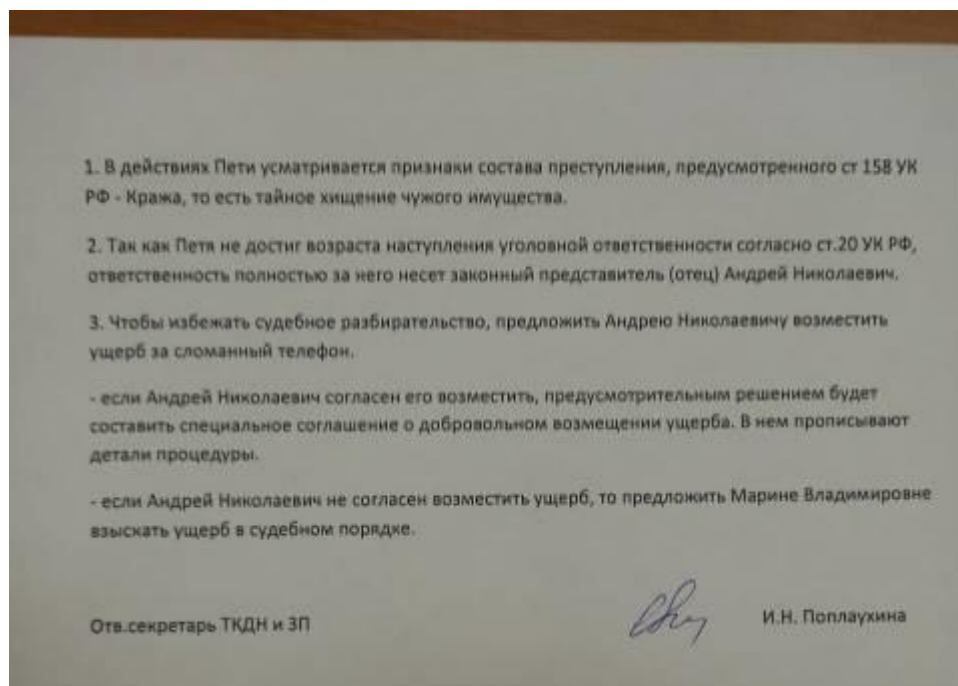 1. В действиях Пети усматривается признаки состава преступления, предусмотренного ст 158 УК
РФ - Кража, то есть тайное хищение чужого имущества.
2. Так как Петя не достиг возраста наступления уголовной ответственности согласно ст.20 УК РФ,
ответственность полностью за него несет законный представитель (отец) Андрей Николаевич.
3. Чтобы избежать судебное разбирательство, предложить Андрею Николаевичу возместить
ущерб за сломанный телефон.
- если Андрей Николаевич согласен его возместить, предусмотрительным решением будет
составить специальное соглашение о добровольном возмещении ущерба. В нем прописывают
детали процедуры.
- если Андрей Николаевич не согласен возместить ущерб, то предложить Марине Владимировне
взыскать ущерб в судебном порядке.
Отв.секретарь ТКДН и ЗП И.Н. Поплаухина